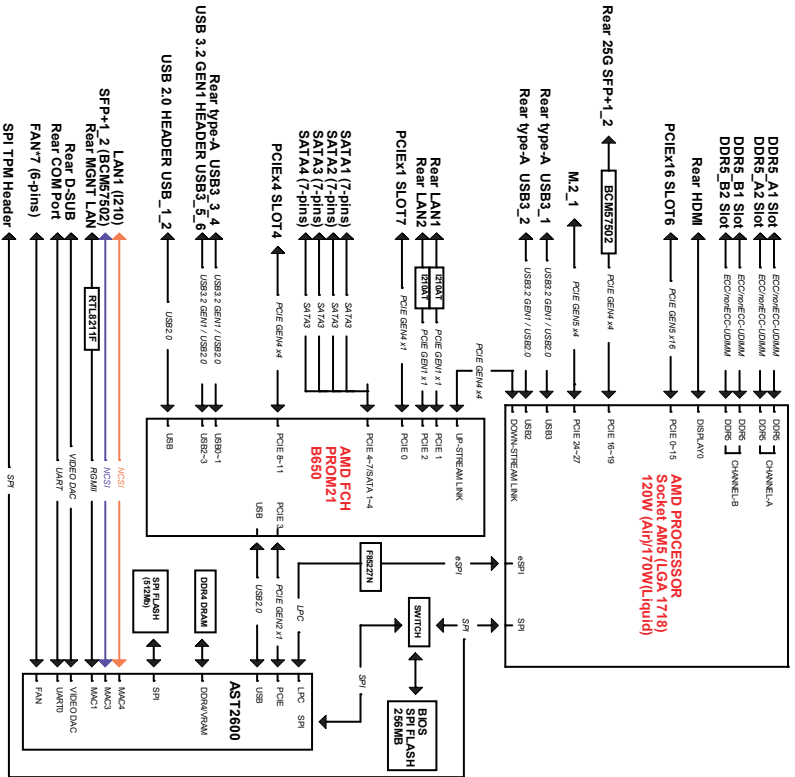 DDR5_A1 Slot
DDR5_A2 Slot
DDR5_B1 Slot
DDR5_B2 Slot
Rear HDMI
PCIEx16 SLOT6
Rear 25G SFP+1_2
M.2_1
Rear type-A USB3_1
Rear type-A USB3_2
Rear LAN1
Rear LAN2
PCIEx1 SLOT7
SATA1 (7-pins)
SATA2 (7-pins)
SATA3 (7-pins)
SATA4 (7-pins)
PCIEx4 SLOT4
Rear type-A USB3_3_4
USB 3.2 GEN1 HEADER USB3_5_6
USB 2.0 HEADER USB_1_2
LAN1 (I210)
SFP+1_2 (BCM57502)
Rear MGNT LAN
Rear D-SUB
Rear COM Port
FAN*7 (6-pins)
SPI TPM Header
ECC/nonECC-UDIMM
ECC/nonECC-UDIMM
ECC/nonECC-UDIMM
ECC/nonECC-UDIMM
PCIE GEN5 x16
BCM57502
PCIE GEN4 x4
PCIE GEN5 x4
USB3.2 GEN1 / USB2.0
USB3.2 GEN1 / USB2.0
PCIE GEN4 x4
I210AT
PCIE GEN1 x1
I210AT
PCIE GEN1 x1
PCIE GEN4 x1
SATA3
SATA3
SATA3
SATA3
PCIE GEN4 x4
USB3.2 GEN1 / USB2.0
USB3.2 GEN1 / USB2.0
USB2.0
NCSI
NCSI
RTL8211F
RGMII
VIDEO DAC
UART
SPI
DDR5
DDR5
CHANNEL-A
DDR5
DDR5
CHANNEL-B
DISPLAY0
PCIE 0~15
PCIE 16~19
PCIE 24~27
USB3
USB2
DOWN-STREAM LINK
AMD PROCESSOR
Socket AM5 (LGA 1718)
120W (Air)/170W(Liquid)
eSPI
SPI
UP-STREAM LINK
PCIE 1
PCIE 2
PCIE 0
PCIE 4~7/SATA 1~4
PCIE 8~11
USB0~1
USB2~3
USB
AMD FCH
PROM21
B650
PCIE 3
USB
eSPI
F85227N
LPC
SPI
SWITCH
SPI
BIOS
SPI FLASH
256MB
PCIE GEN2 x1
USB2.0
DDR4 DRAM
SPI FLASH
(512Mb)
LPC
SPI
PCIE
USB
DDR4/VRAM
SPI
MAC4
MAC3
MAC1
VIDEO DAC
UART0
FAN
AST2600